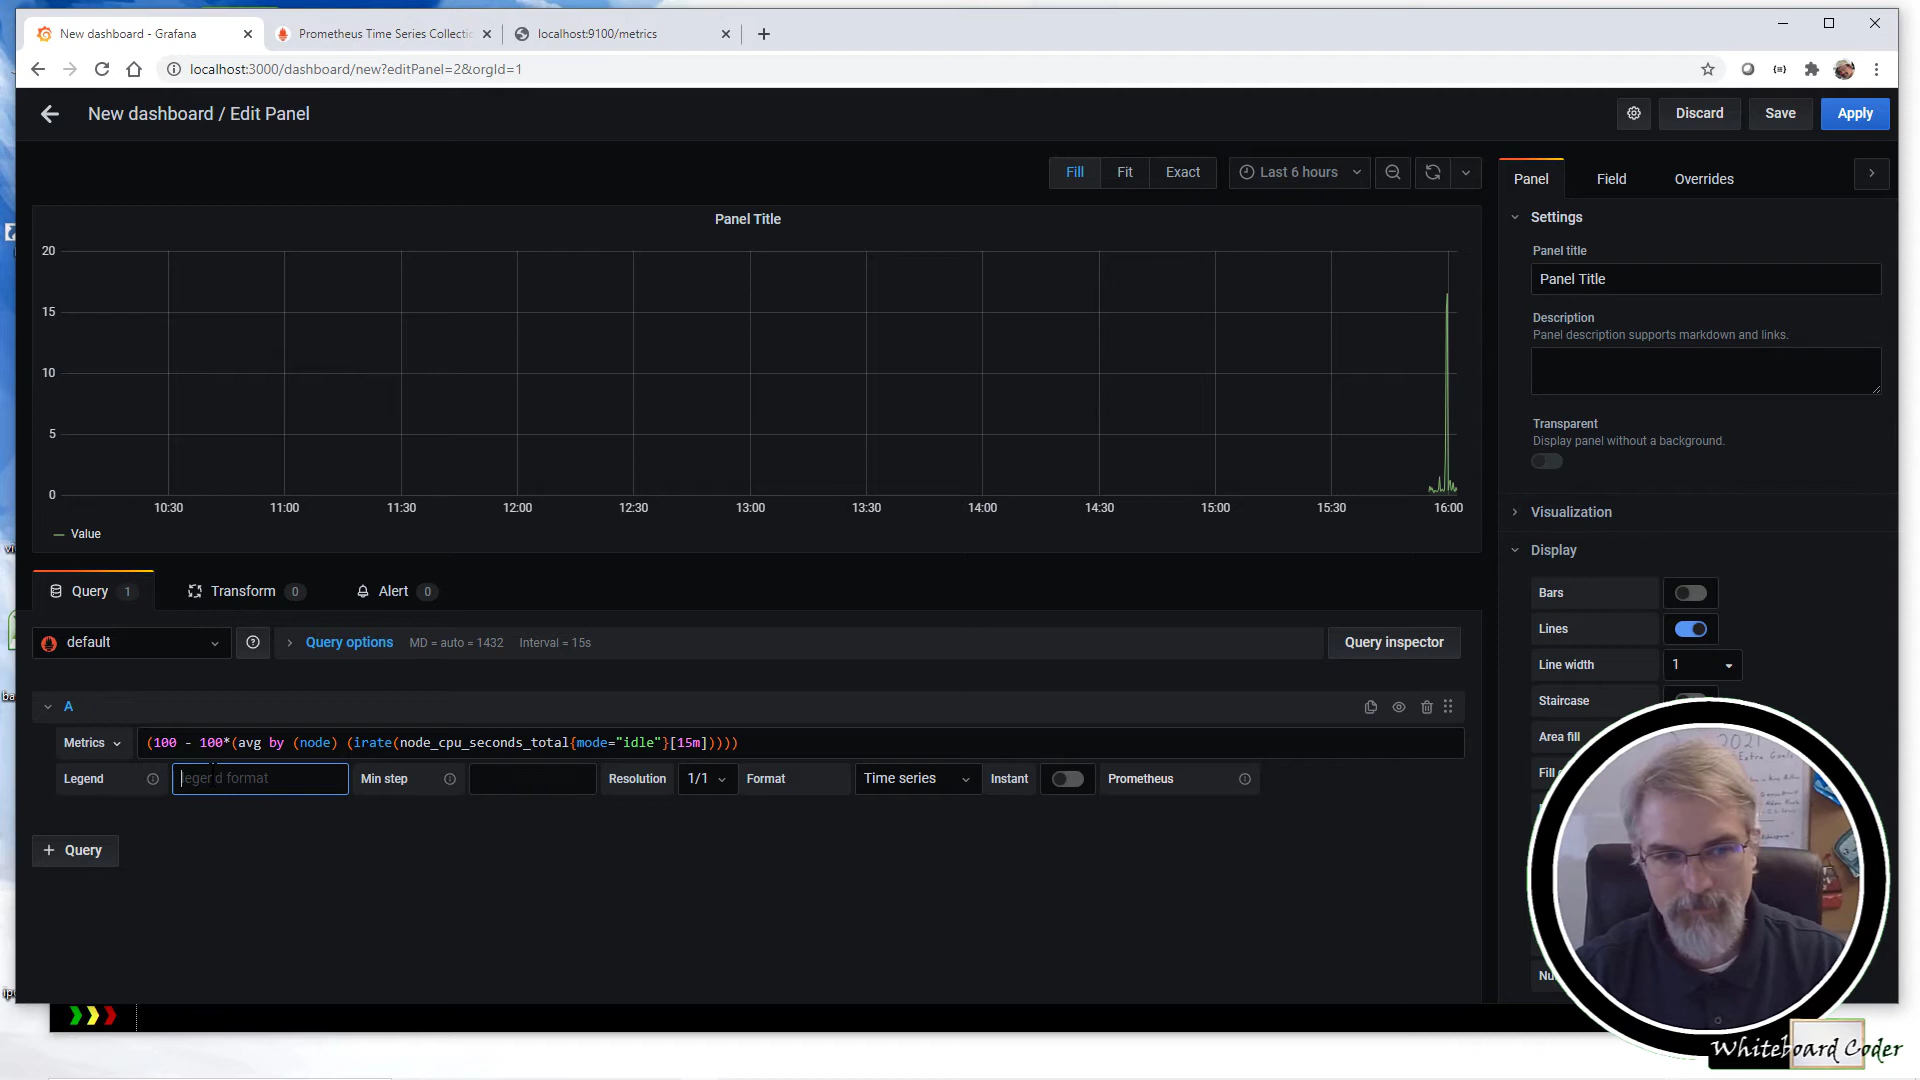 New dashboard - Grafana
Prometheus Time Series Collectio
localhost:9100/metrics
localhost:3000/dashboard/new?editPanel=2&orgId=1
New dashboard / Edit Panel
Discard
Save
Apply
Fill
Fit
Exact
Last 6 hours
Panel
Field
Overrides
Panel Title
20
15
10
5
0
10:30
11:00
11:30
12:00
12:30
13:00
13:30
14:00
14:30
15:00
15:30
16:00
Value
Settings
Panel title
Panel Title
Description
Panel description supports markdown and links.
Transparent
Display panel without a background.
Visualization
Display
Bars
Lines
Line width
1
Staircase
Area fill
Fill
Nu
Query 1
Transform 0
Alert 0
default
Query options
MD = auto = 1432
Interval = 15s
Query inspector
A
Metrics
(100 - 100*(avg by (node) (irate(node_cpu_seconds_total{mode="idle"}[15m]))))
Legend
legend format
Min step
Resolution
1/1
Format
Time series
Instant
Prometheus
+ Query
2021
Extra Goals
Whiteboard Coder